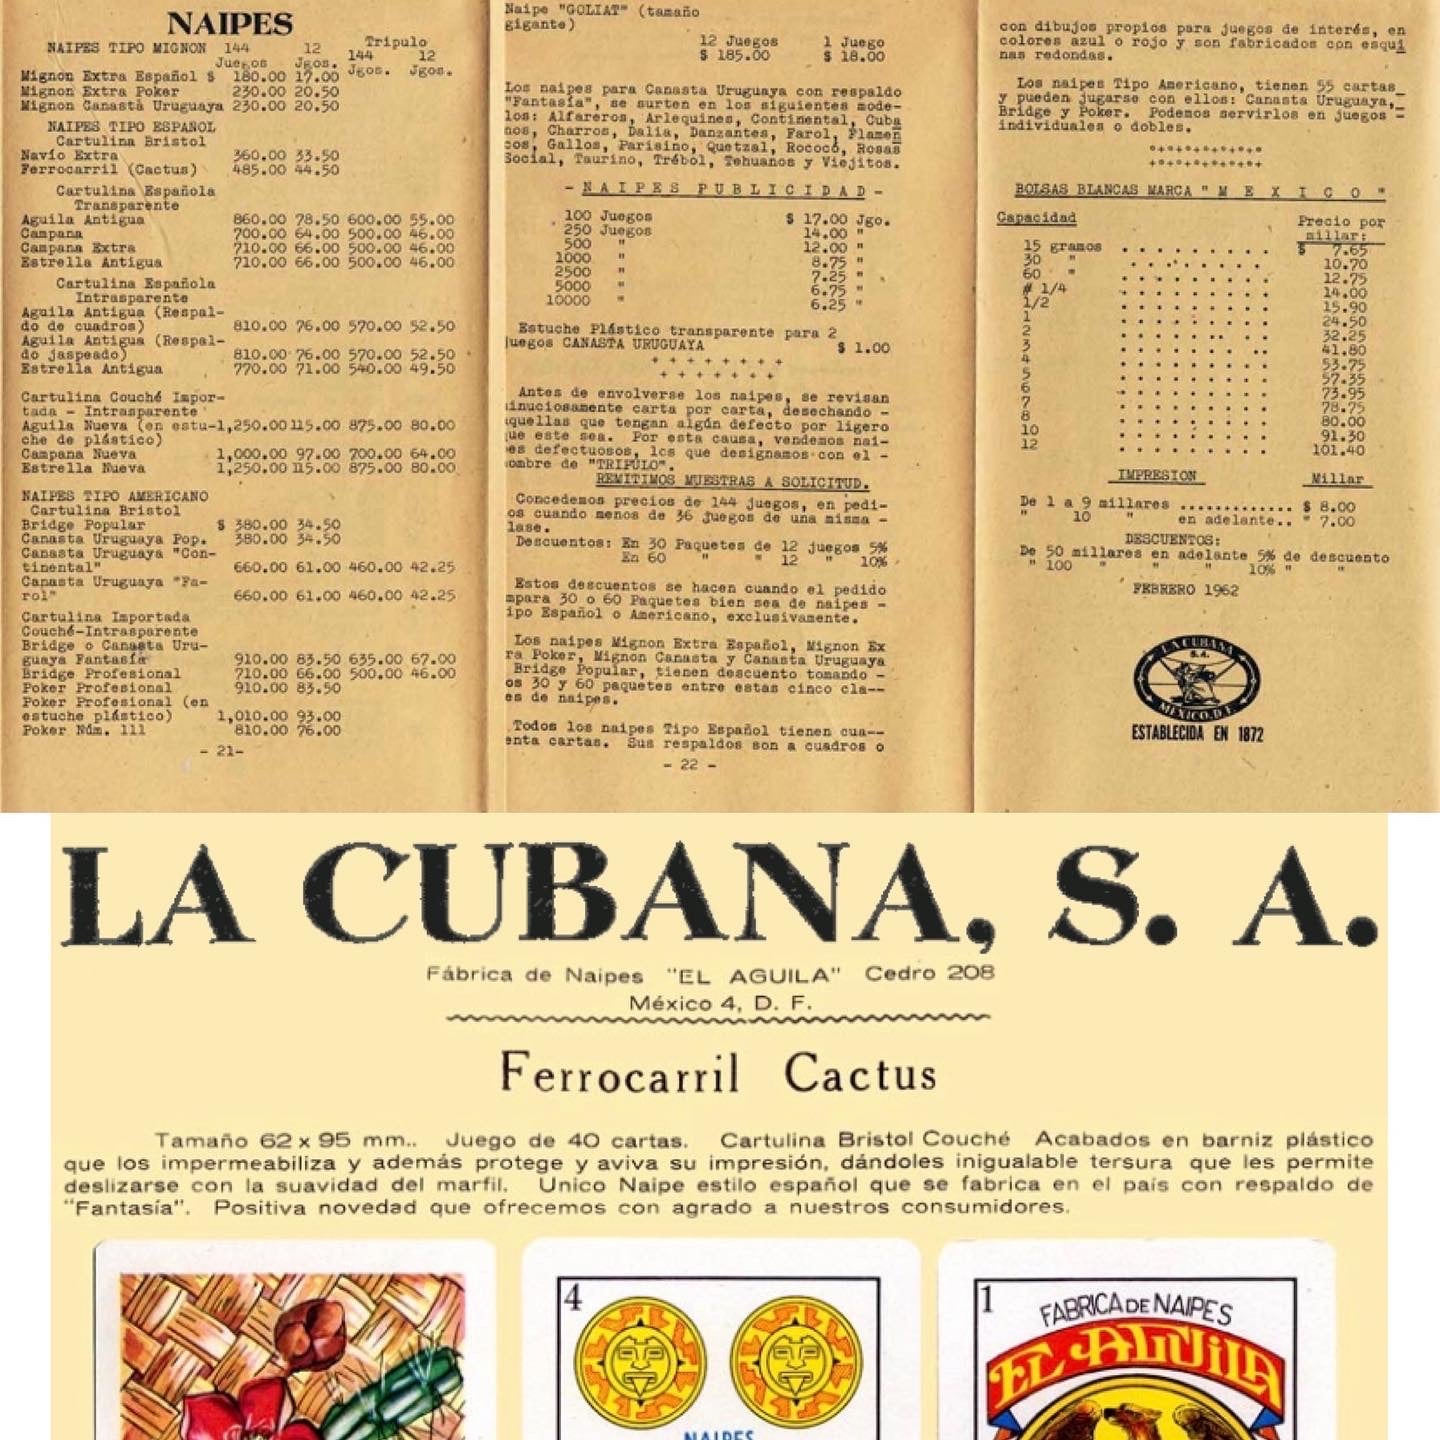 NAIPES
NAIPES TIPO MIGNON 144 12 Tripulo
Juegos Jgos. 144 12
Jgos. Jgos.
Mignon Extra Español $ 180.00 17.00
Mignon Extra Poker 230.00 20.50
Mignon Canasta Uruguaya 230.00 20.50
NAIPES TIPO ESPAÑOL
Cartulina Bristol
Navío Extra 360.00 33.50
Ferrocarril (Cactus) 485.00 44.50
Cartulina Española
Transparente
Aguila Antigua 860.00 78.50 600.00 55.00
Campana 700.00 64.00 500.00 46.00
Campana Extra 710.00 66.00 500.00 46.00
Estrella Antigua 710.00 66.00 500.00 46.00
Cartulina Española
Intrasparente
Aguila Antigua (Respal-
do de cuadros) 810.00 76.00 570.00 52.50
Aguila Antigua (Respal-
do jaspeado) 810.00 76.00 570.00 52.50
Estrella Antigua 770.00 71.00 540.00 49.50
Cartulina Couché Impor-
tada - Intrasparente
Aguila Nueva (en estu- 1,250.00 115.00 875.00 80.00
che de plástico)
Campana Nueva 1,000.00 97.00 700.00 64.00
Estrella Nueva 1,250.00 115.00 875.00 80.00
NAIPES TIPO AMERICANO
Cartulina Bristol
Bridge Popular $ 380.00 34.50
Canasta Uruguaya Pop. 380.00 34.50
Canasta Uruguaya "Con-
tinental" 660.00 61.00 460.00 42.25
Canasta Uruguaya "Fa-
rol" 660.00 61.00 460.00 42.25
Cartulina Importada
Couché-Intrasparente
Bridge o Canasta Uru-
guaya Fantasía 910.00 83.50 635.00 67.00
Bridge Profesional 710.00 66.00 500.00 46.00
Poker Profesional 910.00 83.50
Poker Profesional (en
estuche plástico) 1,010.00 93.00
Poker Núm. 111 810.00 76.00
- 21-
Naipe "GOLIAT" (tamaño
gigante)
12 Juegos 1 Juego
$ 185.00 $ 18.00
Los naipes para Canasta Uruguaya con respaldo
"Fantasía", se surten en los siguientes mode-
los: Alfareros, Arlequines, Continental, Cuba
nos, Charros, Dalia, Danzantes, Farol, Flamen
cos, Gallos, Parisino, Quetzal, Rococó, Rosas
Social, Taurino, Trébol, Tehuanos y Viejitos.
- NAIPES PUBLICIDAD -
100 Juegos $ 17.00 Jgo.
250 Juegos 14.00 "
500 " 12.00 "
1000 " 8.75 "
2500 " 7.25 "
5000 " 6.75 "
10000 " 6.25 "
Estuche Plástico transparente para 2
juegos CANASTA URUGUAYA $ 1.00
+ + + + + + + +
+ + + + + + +
Antes de envolverse los naipes, se revisan
inuciosamente carta por carta, desechando -
aquellas que tengan algún defecto por ligero
que este sea. Por esta causa, vendemos nai-
es defectuosos, los que designamos con el -
ombre de "TRIPULO".
REMITIMOS MUESTRAS A SOLICITUD.
Concedemos precios de 144 juegos, en pedi-
os cuando menos de 36 juegos de una misma -
lase.
Descuentos: En 30 Paquetes de 12 juegos 5%
En 60 " " 12 " 10%
Estos descuentos se hacen cuando el pedido
mpara 30 o 60 Paquetes bien sea de naipes -
ipo Español o Americano, exclusivamente.
Los naipes Mignon Extra Español, Mignon Ex
ra Poker, Mignon Canasta y Canasta Uruguaya
Bridge Popular, tienen descuento tomando -
os 30 y 60 paquetes entre estas cinco cla--
es de naipes.
Todos los naipes Tipo Español tienen cua--
enta cartas. Sus respaldos son a cuadros o
- 22 -
con dibujos propios para juegos de interés, en
colores azul o rojo y son fabricados con esqui
nas redondas.
Los naipes Tipo Americano, tienen 55 cartas
y pueden jugarse con ellos: Canasta Uruguaya,
Bridge y Poker. Podemos servirlos en juegos -
individuales o dobles.
BOLSAS BLANCAS MARCA " M E X I C O "
Capacidad Precio por
millar:
15 gramos $ 7.65
30 " 10.70
60 " 12.75
# 1/4 14.00
1/2 15.90
1 24.50
2 32.25
3 41.80
4 53.75
5 57.35
6 73.95
7 78.75
8 80.00
10 91.30
12 101.40
IMPRESION Millar
De 1 a 9 millares ............. $ 8.00
" 10 " en adelante.. " 7.00
DESCUENTOS:
De 50 millares en adelante 5% de descuento
" 100 " " " 10% " "
FEBRERO 1962
LA CUBANA
S. A.
MEXICO, D.F.
ESTABLECIDA EN 1872
LA CUBANA, S. A.
Fábrica de Naipes "EL AGUILA" Cedro 208
México 4, D. F.
Ferrocarril Cactus
Tamaño 62 x 95 mm.. Juego de 40 cartas. Cartulina Bristol Couché Acabados en barniz plástico
que los impermeabiliza y además protege y aviva su impresión, dándoles inigualable tersura que les permite
deslizarse con la suavidad del marfil. Unico Naipe estilo español que se fabrica en el país con respaldo de
"Fantasía". Positiva novedad que ofrecemos con agrado a nuestros consumidores.
4
NAIPES
1
FABRICA DE NAIPES
EL AGUILA